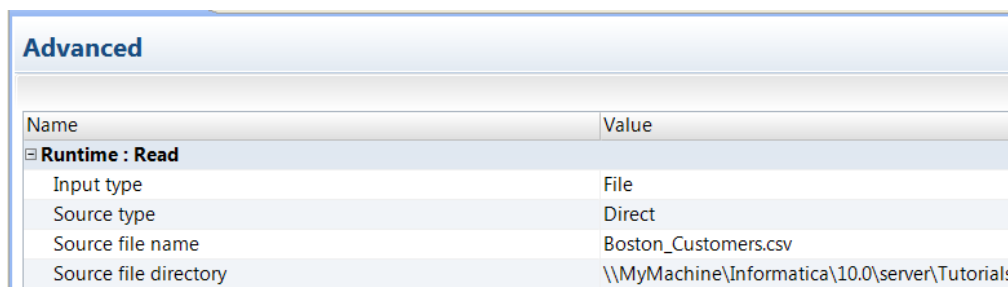 Advanced
Name Value
Runtime : Read
Input type File
Source type Direct
Source file name Boston_Customers.csv
Source file directory \\MyMachine\Informatica\10.0\server\Tutorials